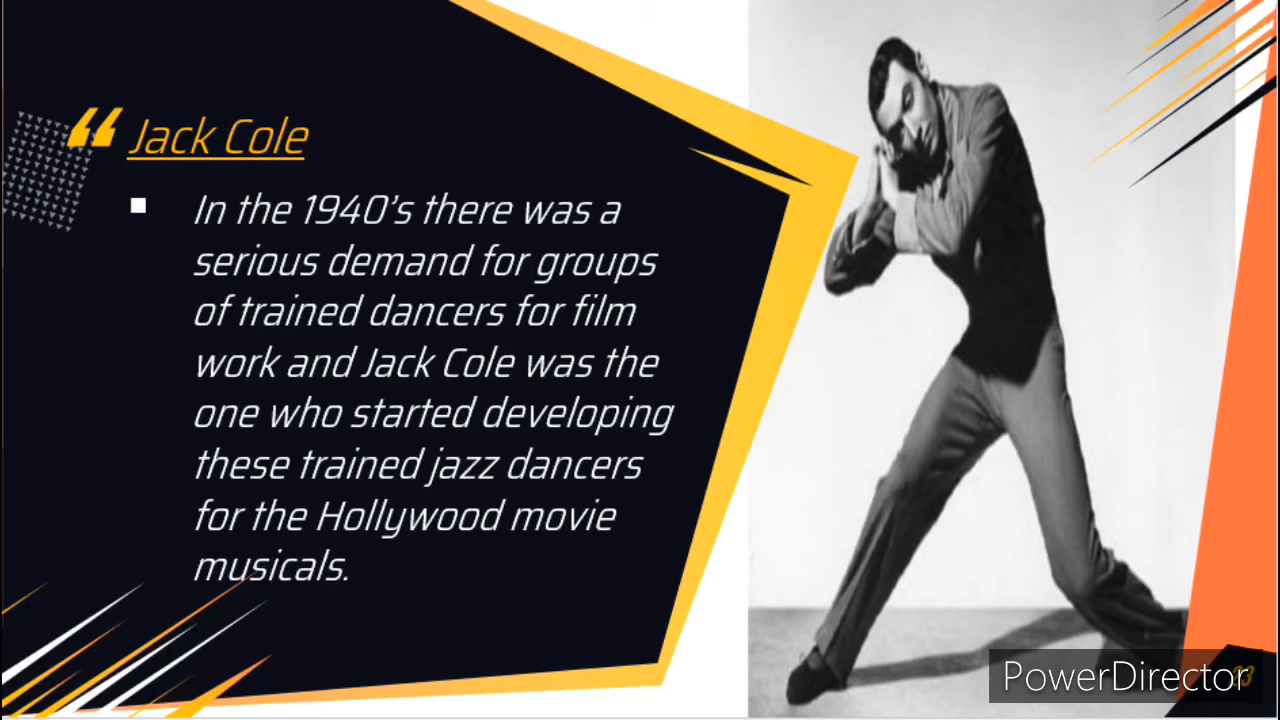 “ Jack Cole
In the 1940’s there was a
serious demand for groups
of trained dancers for film
work and Jack Cole was the
one who started developing
these trained jazz dancers
for the Hollywood movie
musicals.
PowerDirector
23